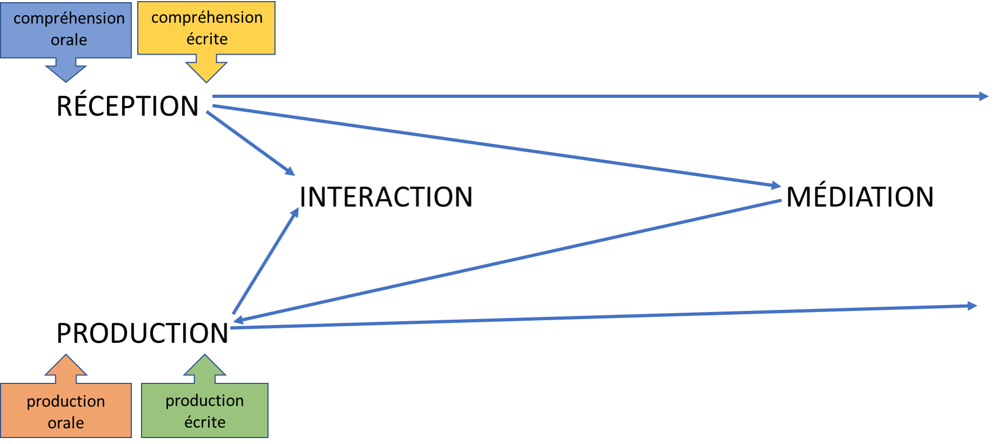 compréhension
orale
compréhension
écrite
RÉCEPTION
INTERACTION
MÉDIATION
PRODUCTION
production
orale
production
écrite